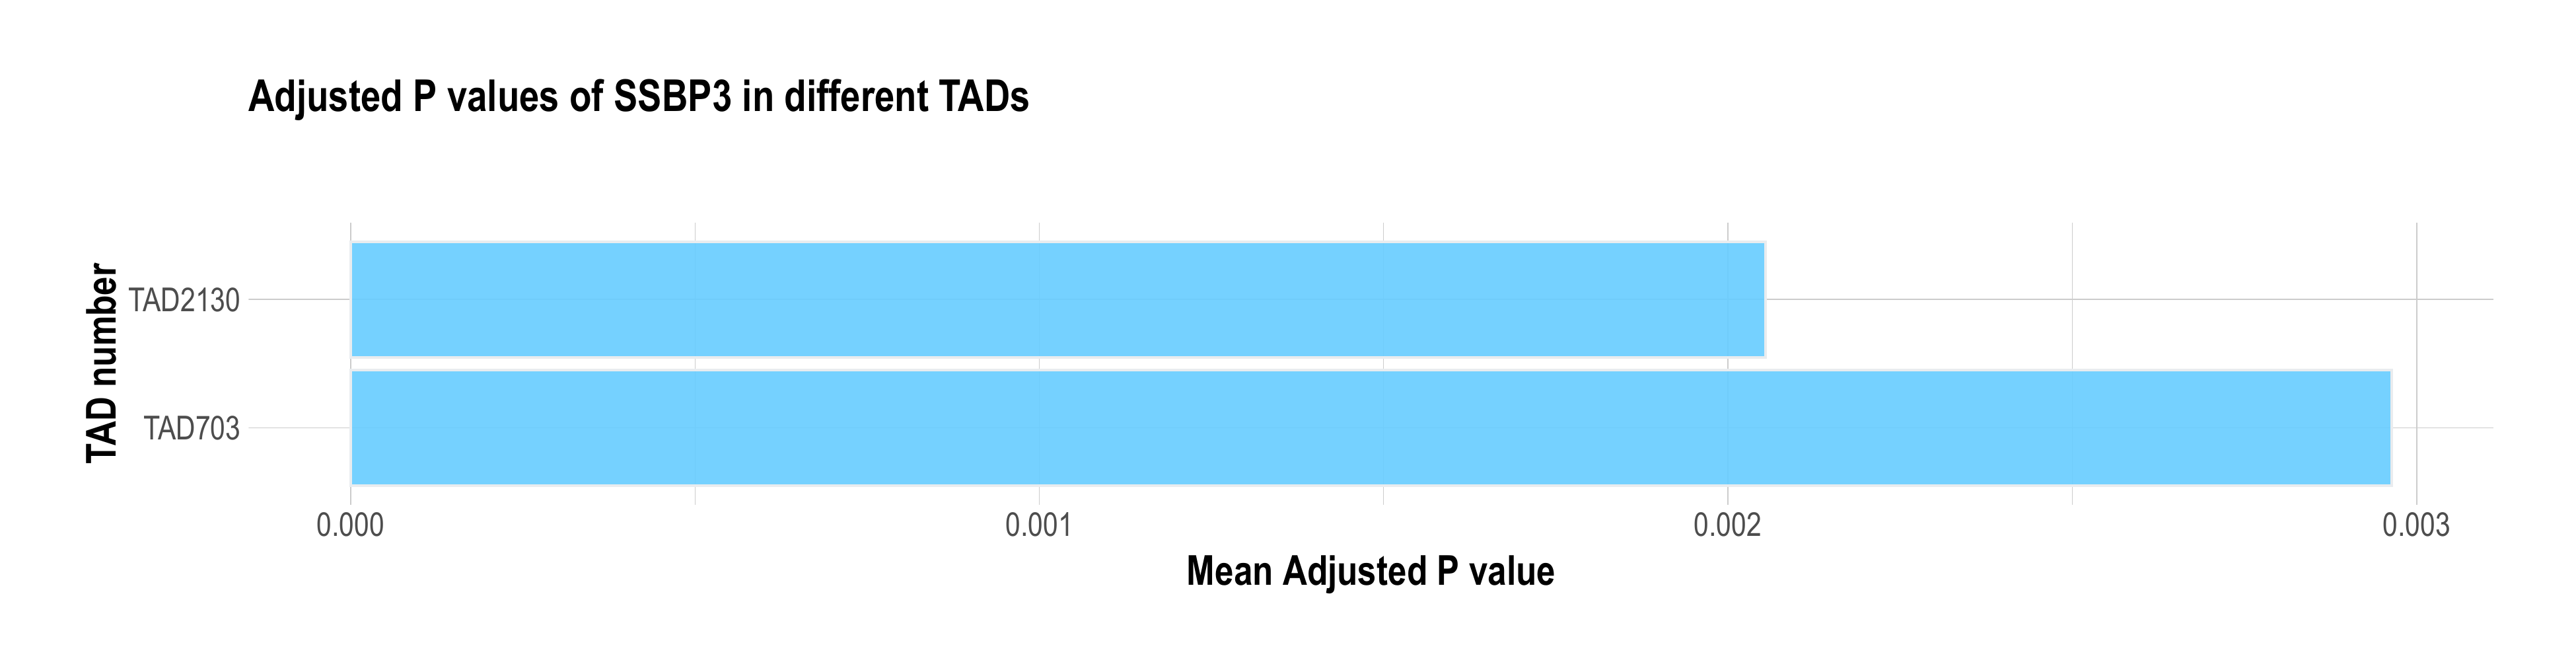 Adjusted P values of SSBP3 in different TADs
TAD number
TAD2130
TAD703
0.000 0.001 0.002 0.003
Mean Adjusted P value